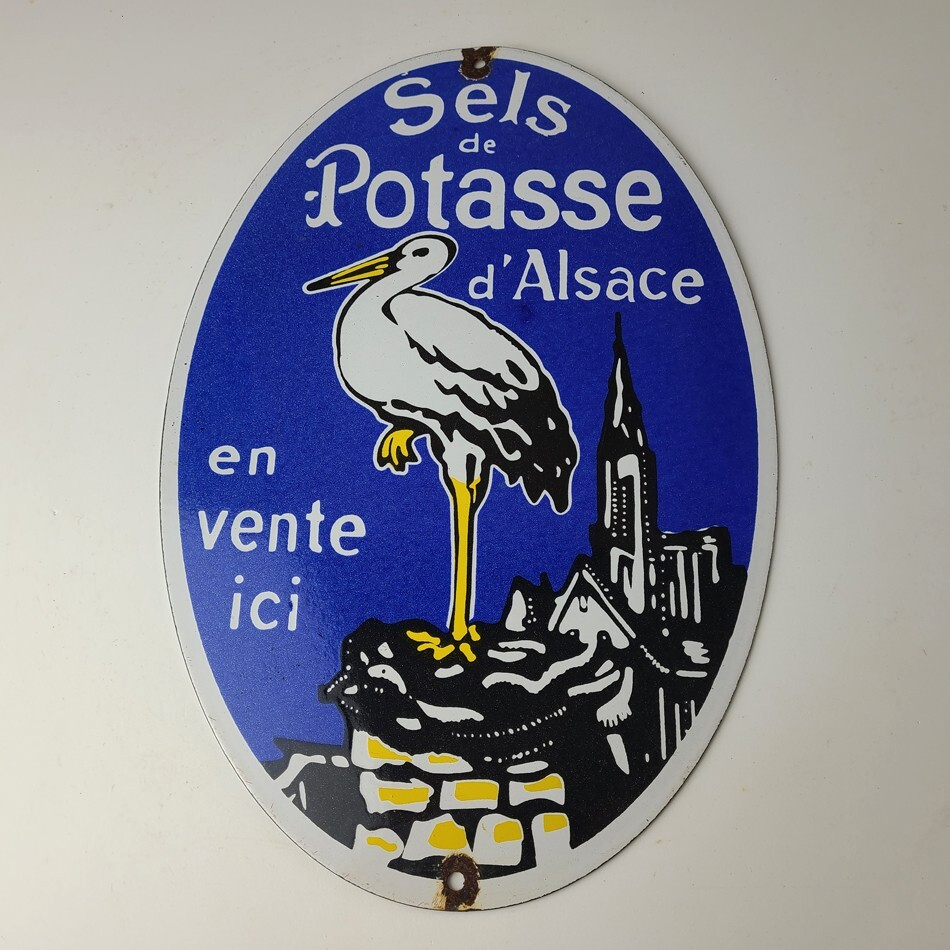 Sels
de
Potasse
d'Alsace
en
vente
ici